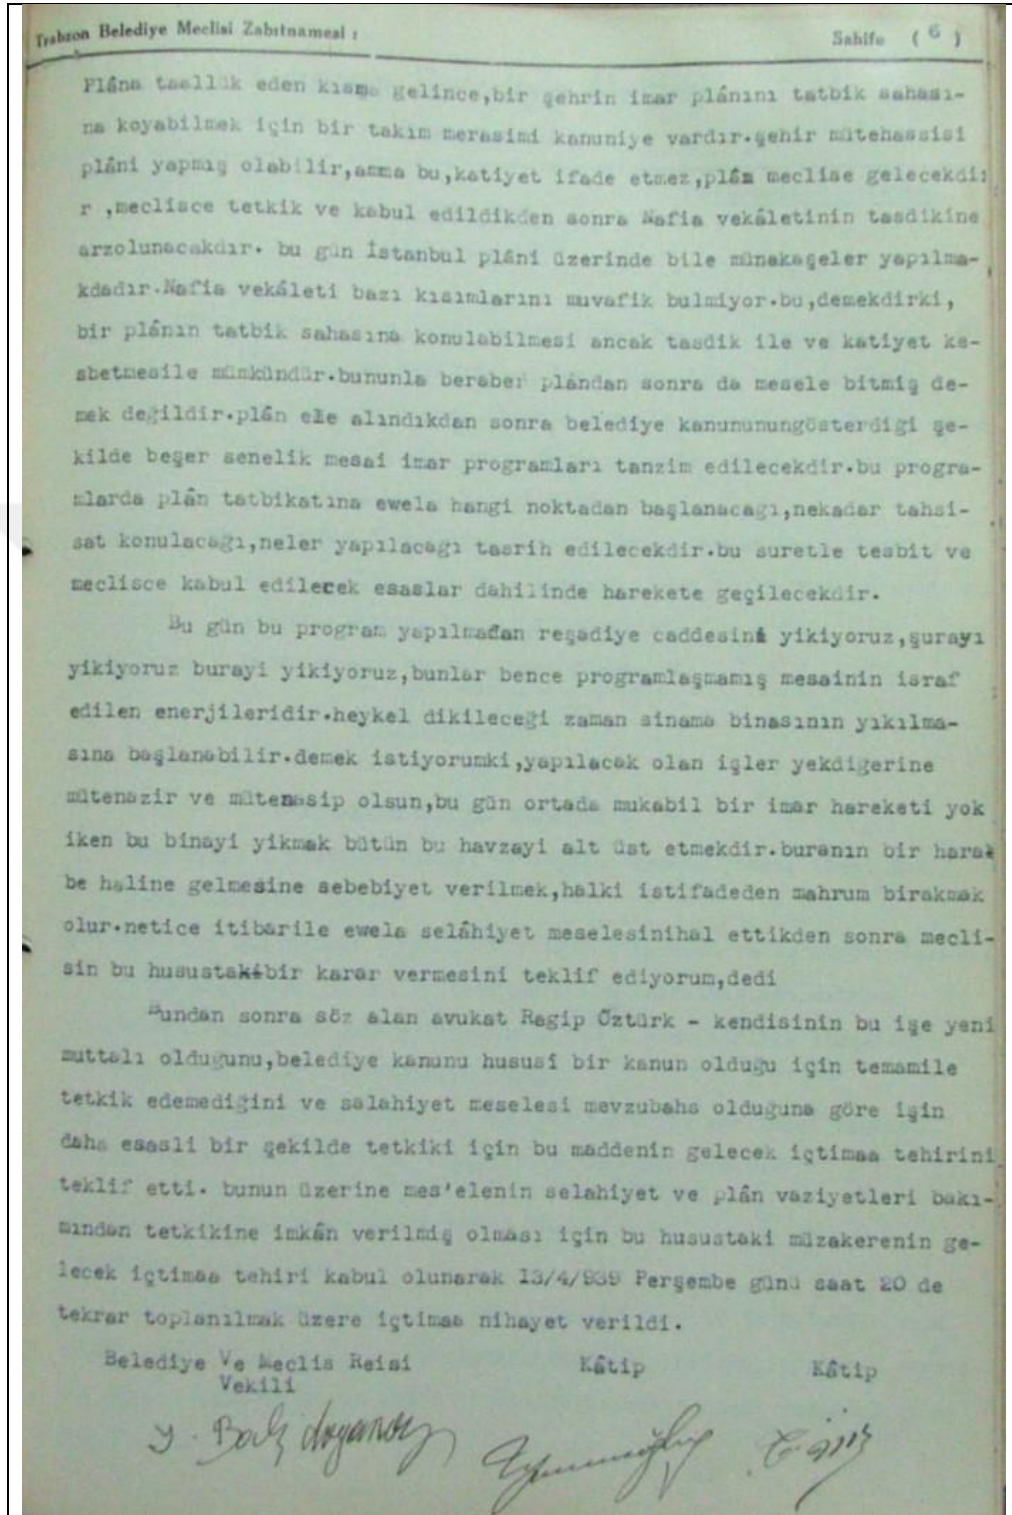 Trabzon Belediye Meclisi Zabıtnamesi :
Sahife ( 6 )
Plâna taallûk eden kısma gelince,bir şehrin imar plânını tatbik sahası-
na koyabilmek için bir takım merasimi kanuniye vardır.şehir mütehassisi
plâni yapmış olabilir,amma bu,katiyet ifade etmez,plân meclise gelecekdi:
r ,meclisce tetkik ve kabul edildikden sonra Nafia vekâletinin tasdikine
arzolunacakdır. bu gün İstanbul plâni üzerinde bile münakaşeler yapılma-
kdadır.Nafia vekâleti bazı kısımlarını muvafik bulmiyor.bu,demekdirki,
bir plânın tatbik sahasına konulabilmesi ancak tasdik ile ve katiyet ke-
sbetmesile mümkündür.bununla beraber plândan sonra da mesele bitmiş de-
mek değildir.plân ele alındıkdan sonra belediye kanununungösterdigi şe-
kilde beşer senelik mesai imar programları tanzim edilecekdir.bu progra-
mlarda plân tatbikatına ewela hangi noktadan başlanacagı,nekadar tahsi-
sat konulacagı,neler yapılacagı tasrih edilecekdir.bu suretle tesbit ve
meclisce kabul edilecek esaslar dahilinde harekete geçilecekdir.
Bu gün bu program yapılmadan reşadiye caddesini yikiyoruz,şurayı
yikiyoruz burayi yikiyoruz,bunlar bence programlaşmamış mesainin israf
edilen enerjileridir.heykel dikileceği zaman sinama binasının yıkılma-
sına başlanabilir.demek istiyorumki,yapılacak olan işler yekdigerine
mütenazir ve mütenasip olsun,bu gün ortada mukabil bir imar hareketi yok
iken bu binayi yikmak bütün bu havzayi alt üst etmekdir.buranın bir hara
be haline gelmesine sebebiyet verilmek,halki istifadeden mahrum birakmak
olur.netice itibarile ewela selâhiyet meselesinihal ettikden sonra mecli-
sin bu husustakibir karar vermesini teklif ediyorum,dedi
Bundan sonra söz alan avukat Ragip Öztürk - kendisinin bu işe yeni
muttalı oldugunu,belediye kanunu hususi bir kanun olduğu için temamile
tetkik edemediğini ve salahiyet meselesi mevzubahs olduguna göre işin
daha esasli bir şekilde tetkiki için bu maddenin gelecek içtimaa tehirini
teklif etti. bunun üzerine mes'elenin selahiyet ve plân vaziyetleri bakı-
mından tetkikine imkân verilmiş olması için bu husustaki müzakerenin ge-
lecek içtimaa tehiri kabul olunarak 13/4/939 Perşembe günü saat 20 de
tekrar toplanılmak üzere içtimaa nihayet verildi.
Belediye Ve Meclis Reisi
Vekili
Kâtip
Kâtip